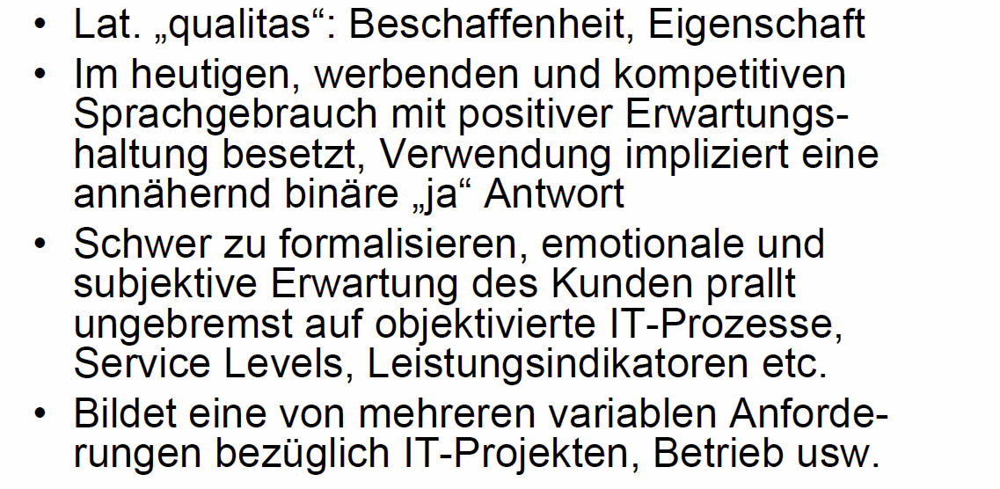 • Lat. „qualitas“: Beschaffenheit, Eigenschaft
• Im heutigen, werbenden und kompetitiven
Sprachgebrauch mit positiver Erwartungs-
haltung besetzt, Verwendung impliziert eine
annähernd binäre „ja“ Antwort
• Schwer zu formalisieren, emotionale und
subjektive Erwartung des Kunden prallt
ungebremst auf objektivierte IT-Prozesse,
Service Levels, Leistungsindikatoren etc.
• Bildet eine von mehreren variablen Anforde-
rungen bezüglich IT-Projekten, Betrieb usw.